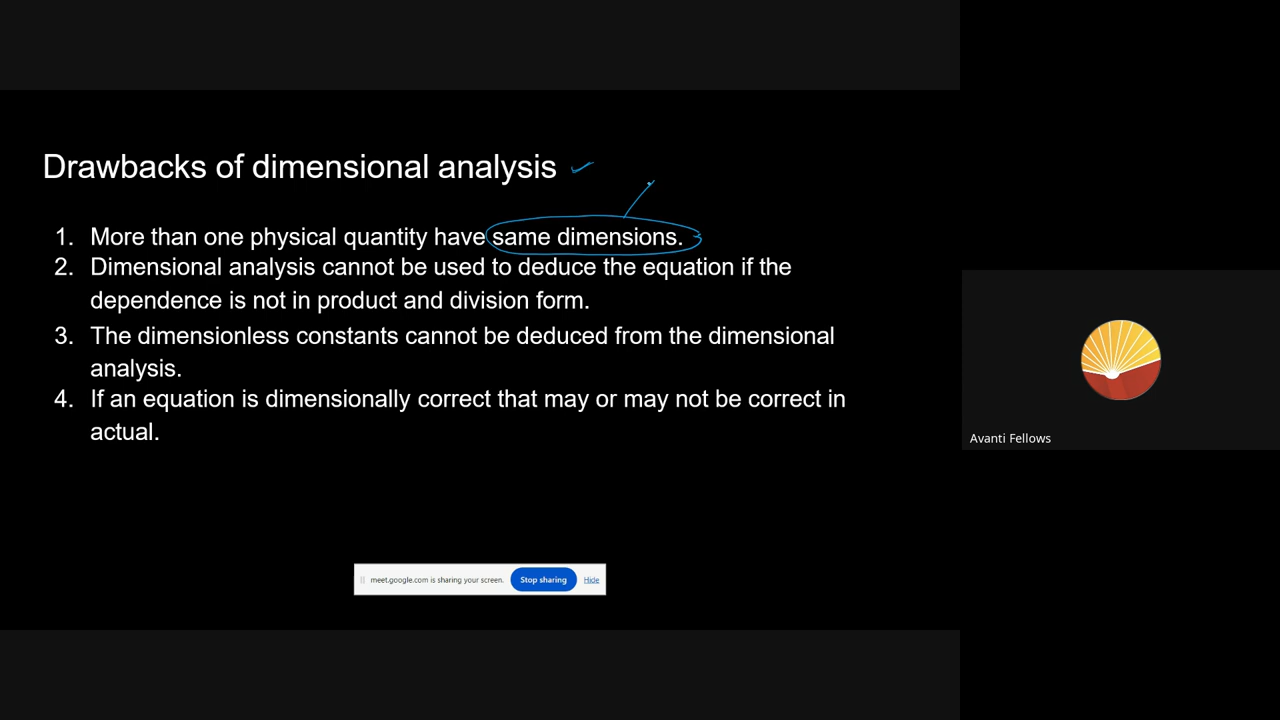 Drawbacks of dimensional analysis
1. More than one physical quantity have same dimensions.
2. Dimensional analysis cannot be used to deduce the equation if the
dependence is not in product and division form.
3. The dimensionless constants cannot be deduced from the dimensional
analysis.
4. If an equation is dimensionally correct that may or may not be correct in
actual.
Avanti Fellows
meet.google.com is sharing your screen. Stop sharing Hide